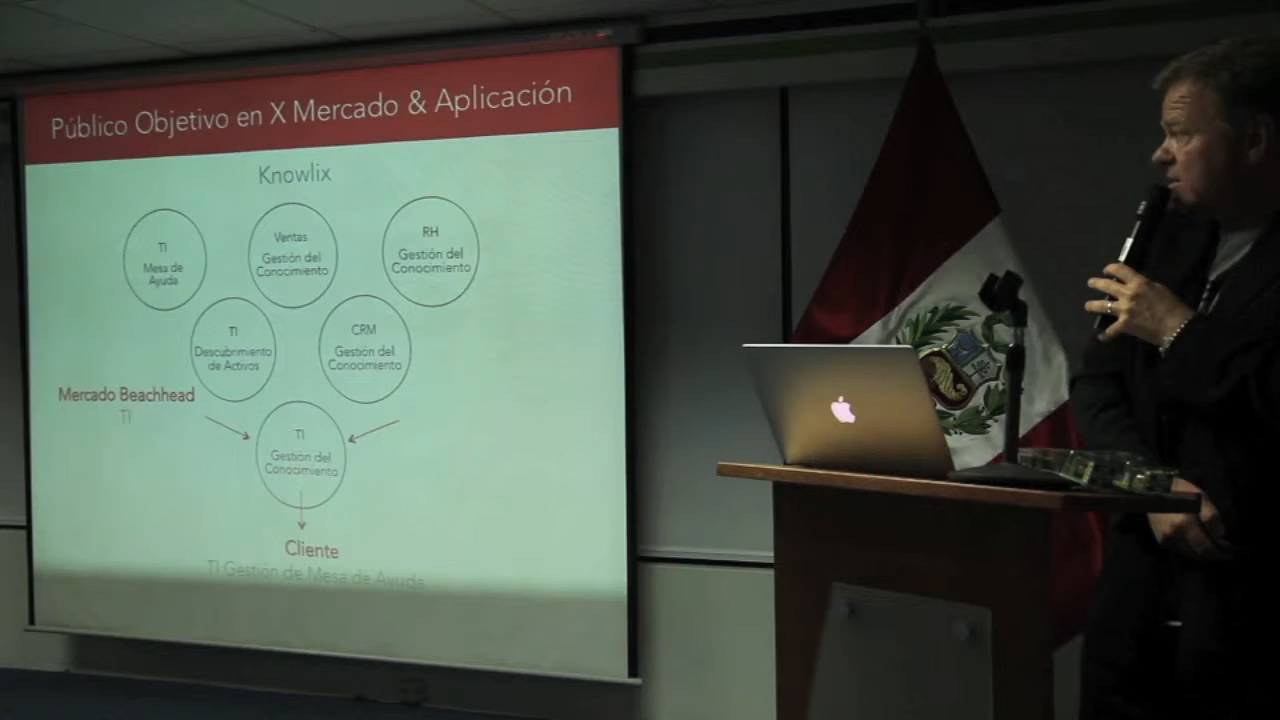 Público Objetivo en X Mercado & Aplicación
Knowlix
TI
Mesa de
Ayuda
Ventas
Gestión del
Conocimiento
RH
Gestión del
Conocimiento
TI
Descubrimiento
de Activos
CRM
Gestión del
Conocimiento
Mercado Beachhead
TI
TI
Gestión del
Conocimiento
Cliente
TI Gestión de Mesa de Ayuda